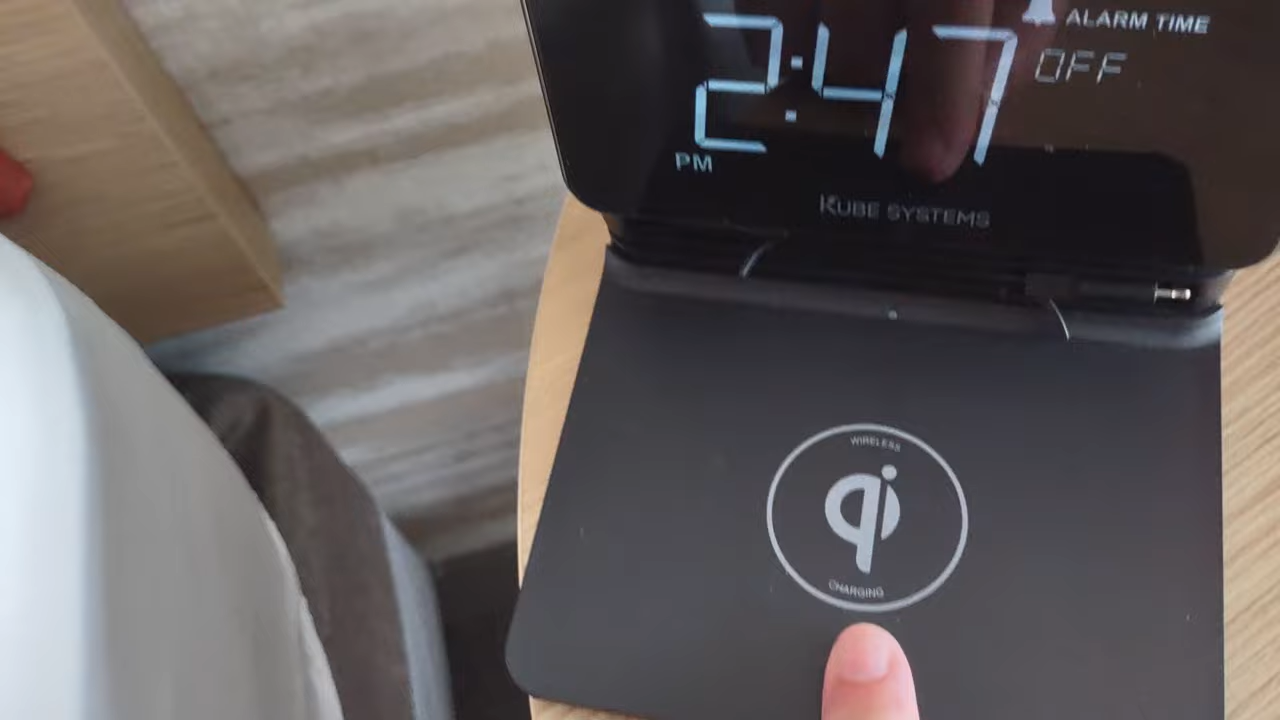 ALARM TIME
2:47
OFF
PM
KUBE SYSTEMS
WIRELESS
qi
CHARGING